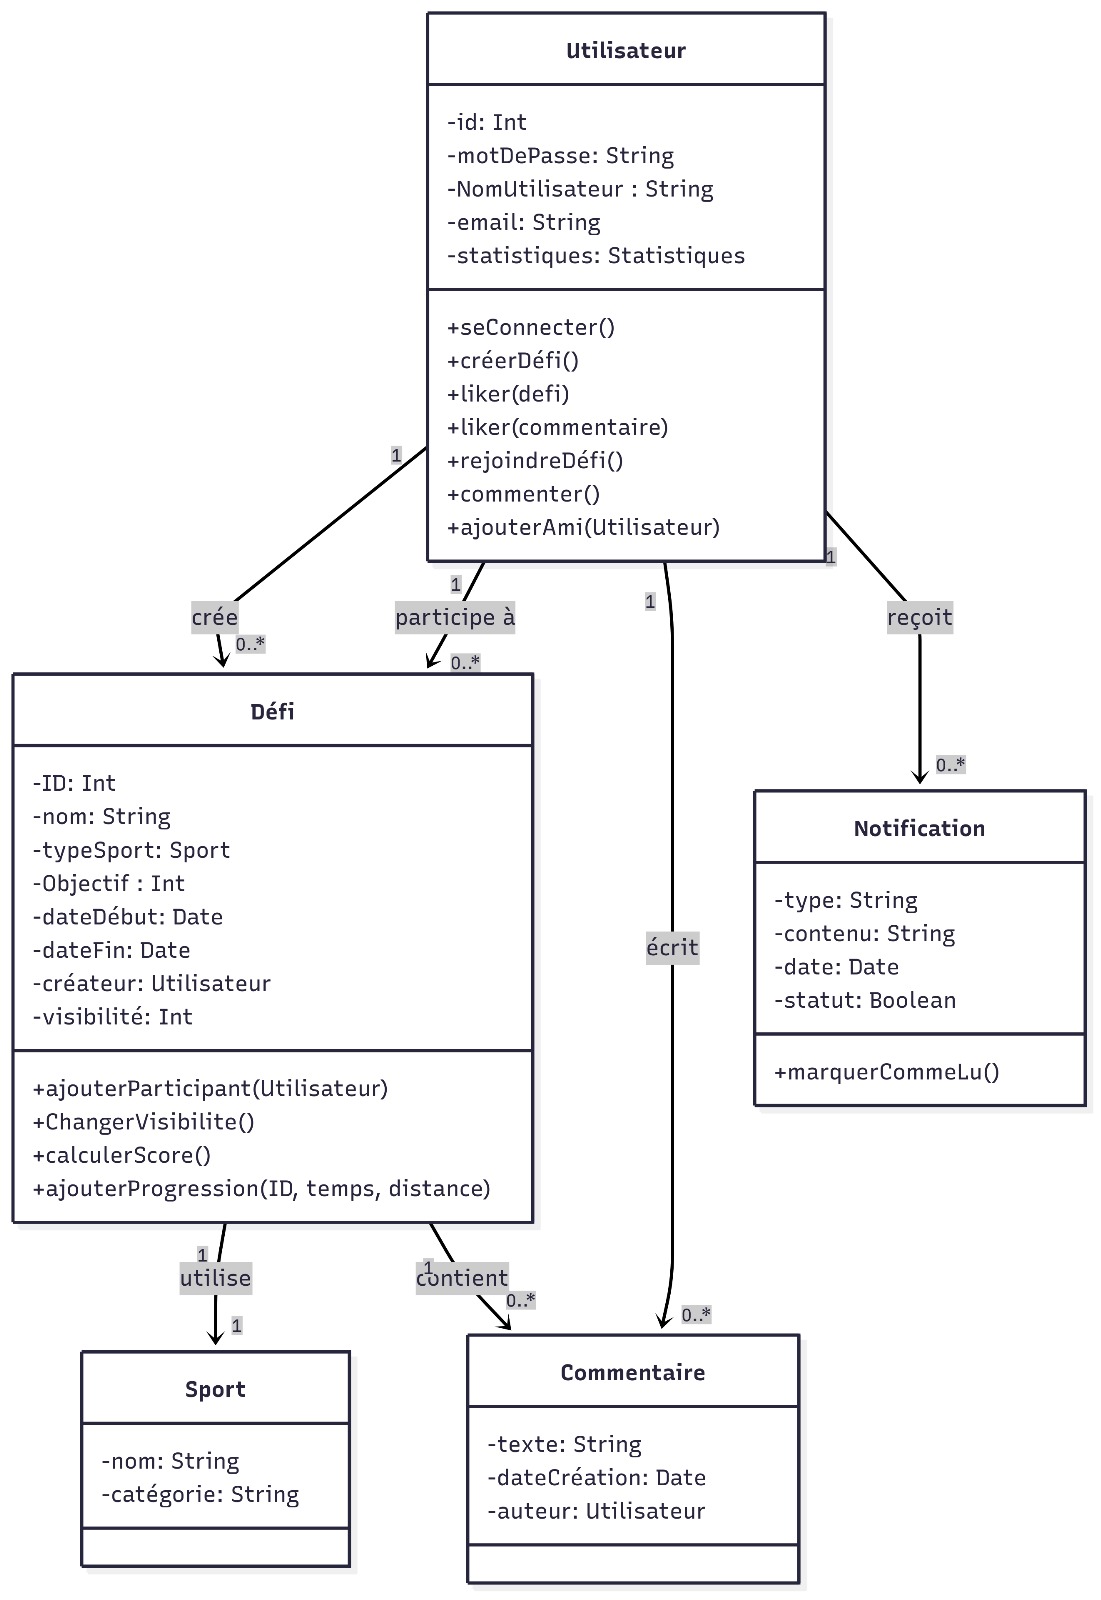 Utilisateur
-id: Int
-motDePasse: String
-NomUtilisateur : String
-email: String
-statistiques: Statistiques
+seConnecter()
+créerDéfi()
+liker(defi)
+liker(commentaire)
+rejoindreDéfi()
+commenter()
+ajouterAmi(Utilisateur)
1
1
1
1
crée
participe à
reçoit
0..*
0..*
Défi
-ID: Int
-nom: String
-typeSport: Sport
-Objectif : Int
-dateDébut: Date
-dateFin: Date
-créateur: Utilisateur
-visibilité: Int
+ajouterParticipant(Utilisateur)
+ChangerVisibilite()
+calculerScore()
+ajouterProgression(ID, temps, distance)
écrit
0..*
Notification
-type: String
-contenu: String
-date: Date
-statut: Boolean
+marquerCommeLu()
1
utilise
1
1
contient
0..*
0..*
Sport
-nom: String
-catégorie: String
Commentaire
-texte: String
-dateCréation: Date
-auteur: Utilisateur